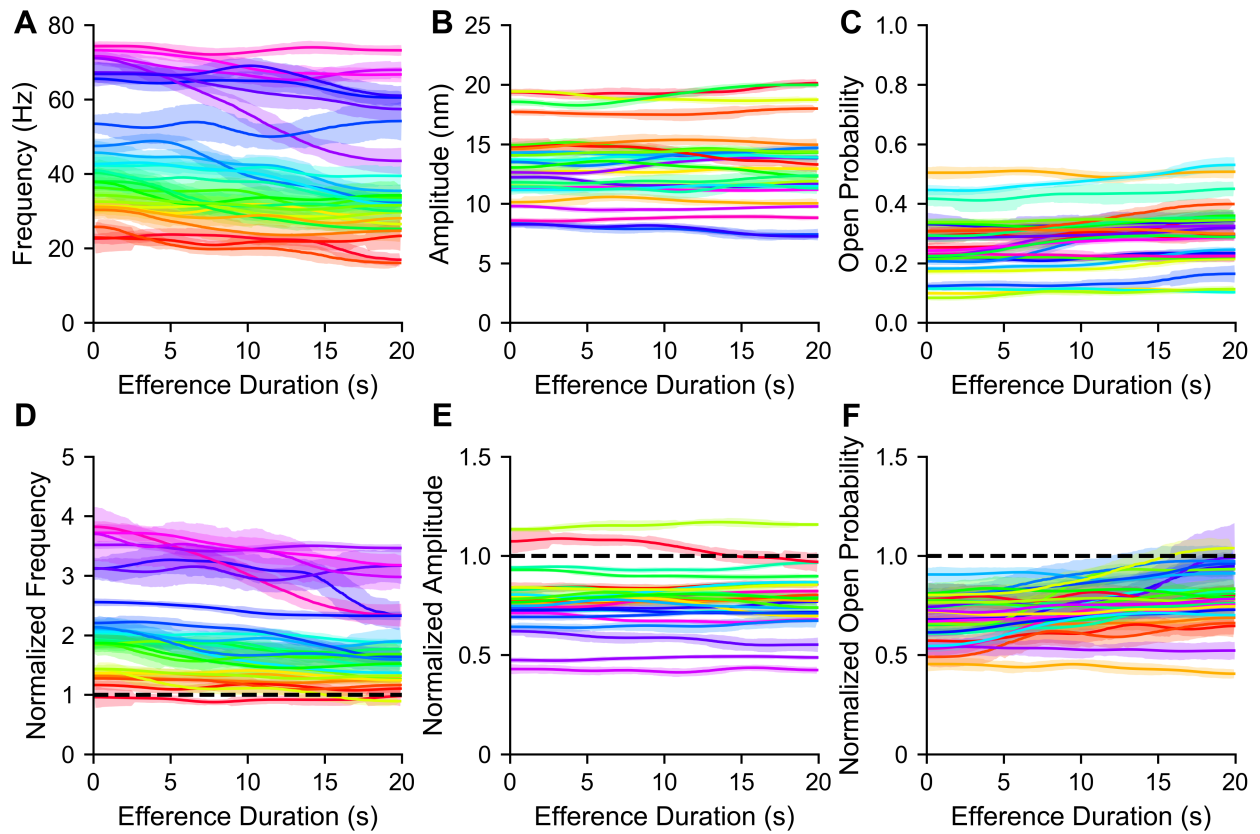 A
Frequency (Hz)
80
60
40
20
0
0 5 10 15 20
Efference Duration (s)
B
Amplitude (nm)
25
20
15
10
5
0
0 5 10 15 20
Efference Duration (s)
C
Open Probability
1.0
0.8
0.6
0.4
0.2
0.0
0 5 10 15 20
Efference Duration (s)
D
Normalized Frequency
5
4
3
2
1
0
0 5 10 15 20
Efference Duration (s)
E
Normalized Amplitude
1.5
1.0
0.5
0
0 5 10 15 20
Efference Duration (s)
F
Normalized Open Probability
1.5
1.0
0.5
0
0 5 10 15 20
Efference Duration (s)